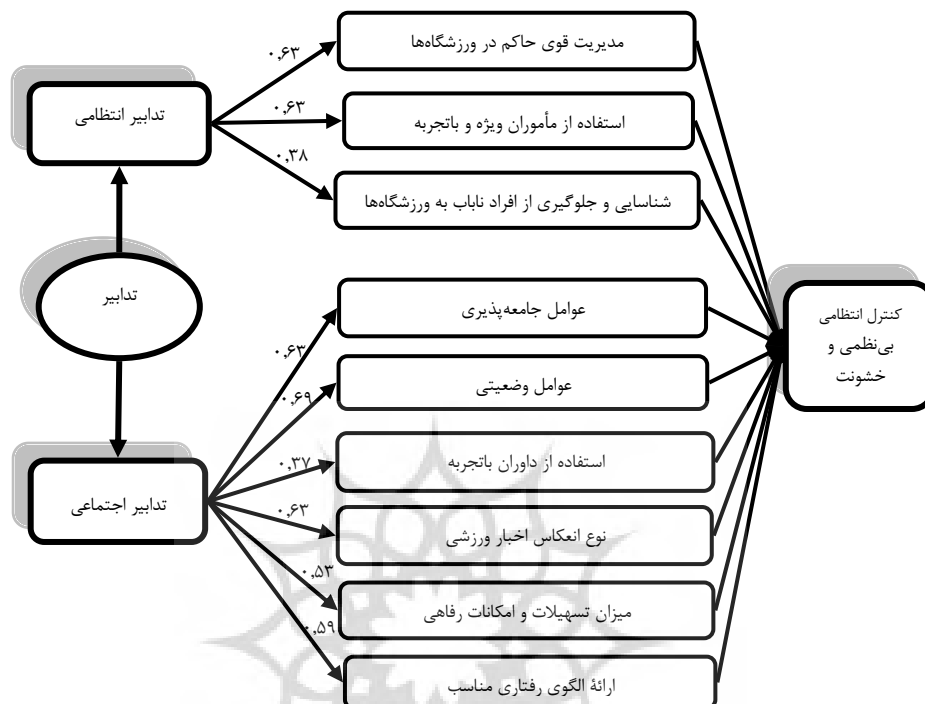 مدیریت قوی حاکم در ورزشگاه‌ها
۰,۶۳
تدابیر انتظامی
۰,۶۳
استفاده از مأموران ویژه و باتجربه
۰,۳۸
شناسایی و جلوگیری از افراد ناباب به ورزشگاه‌ها
تدابیر
عوامل جامعه‌پذیری
کنترل انتظامی
بی‌نظمی و
خشونت
۰,۶۳
عوامل وضعیتی
۰,۶۹
استفاده از داوران باتجربه
۰,۳۷
تدابیر اجتماعی
۰,۶۳
نوع انعکاس اخبار ورزشی
۰,۵۳
میزان تسهیلات و امکانات رفاهی
۰,۵۹
ارائهٔ الگوی رفتاری مناسب